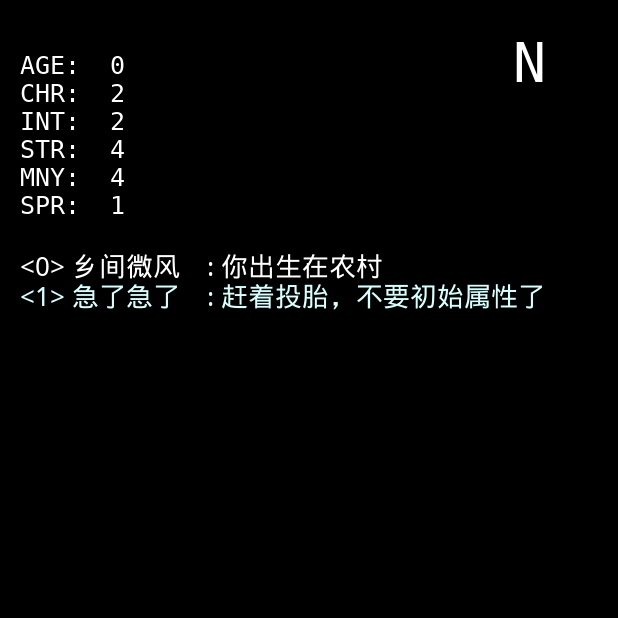 N
AGE: 0
CHR: 2
INT: 2
STR: 4
MNY: 4
SPR: 1
<0> 乡间微风 : 你出生在农村
<1> 急了急了 : 赶着投胎，不要初始属性了